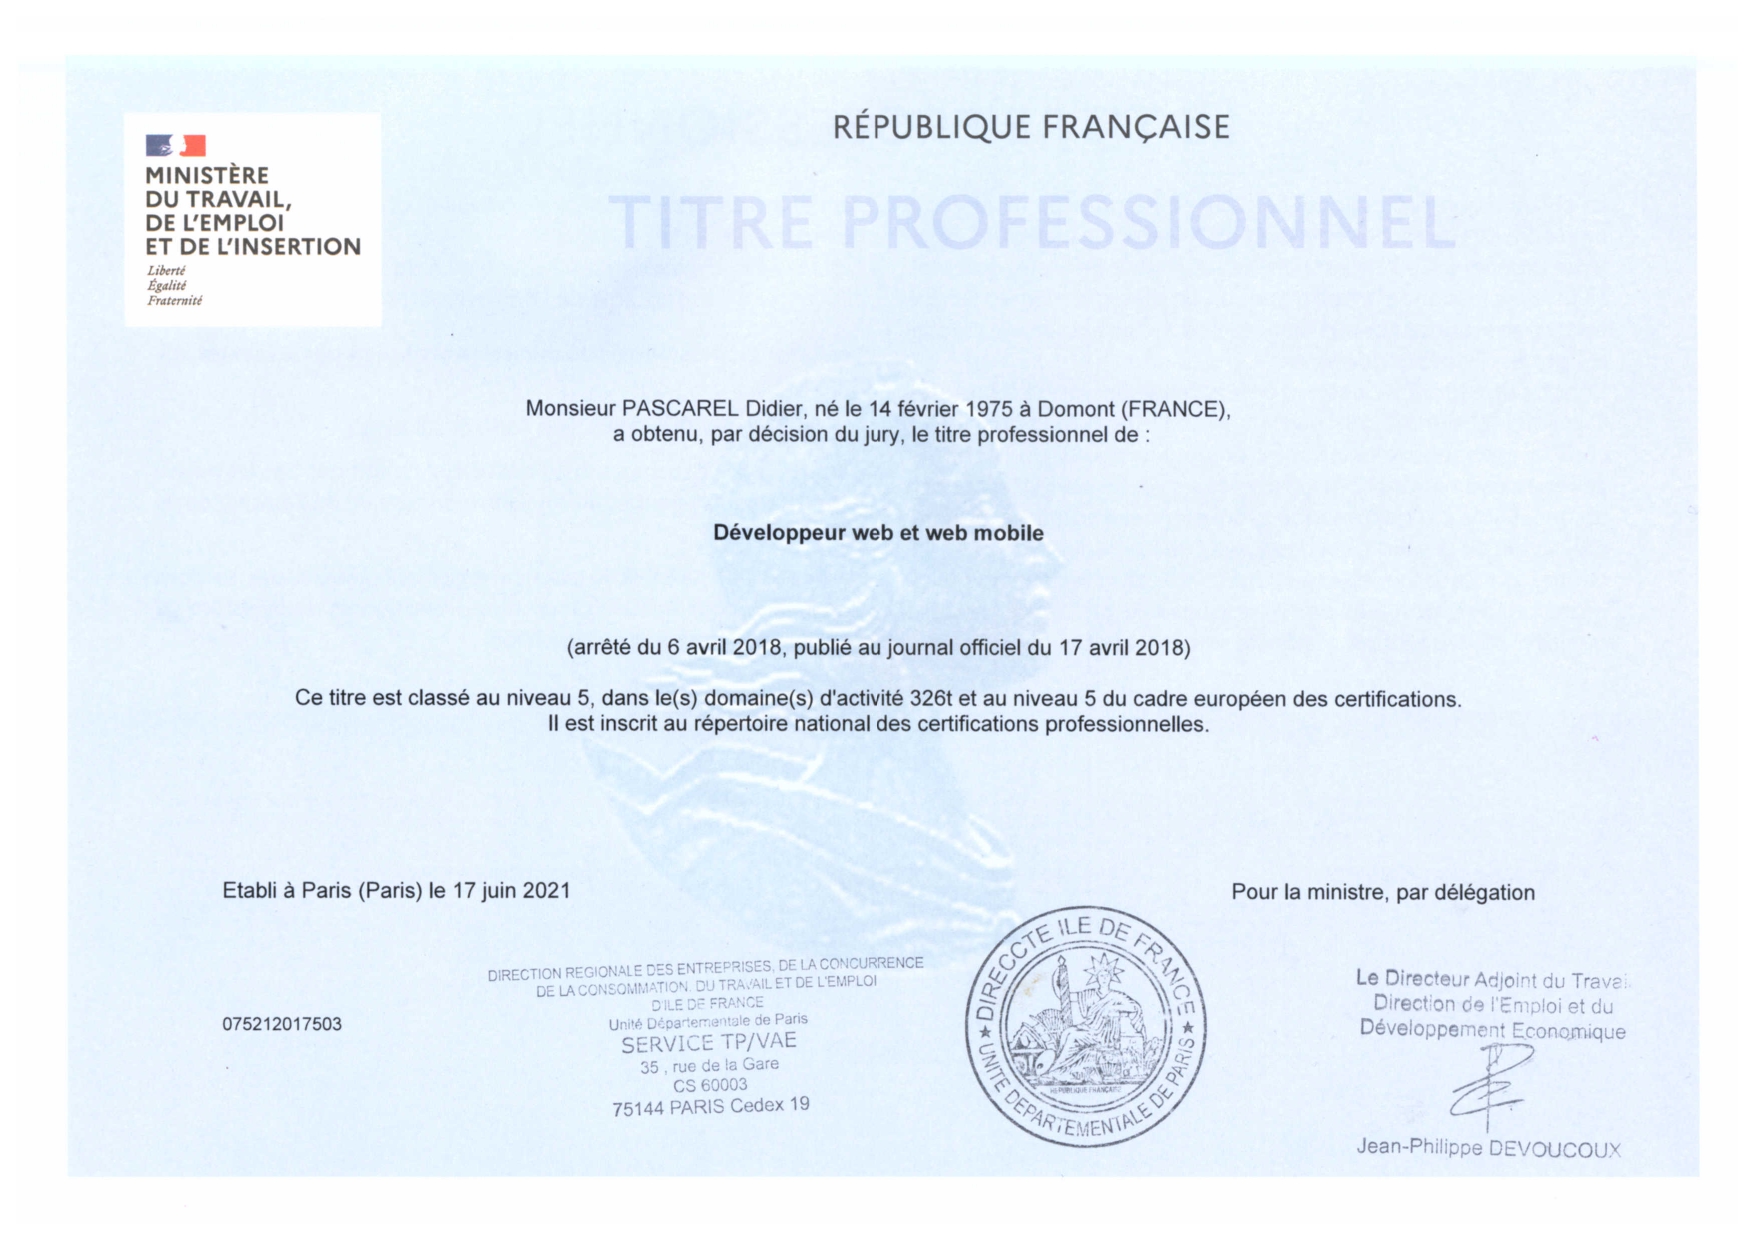 RÉPUBLIQUE FRANÇAISE
TITRE PROFESSIONNEL
MINISTÈRE
DU TRAVAIL,
DE L'EMPLOI
ET DE L'INSERTION
Liberté
Égalité
Fraternité
Monsieur PASCAREL Didier, né le 14 février 1975 à Domont (FRANCE),
a obtenu, par décision du jury, le titre professionnel de :
Développeur web et web mobile
(arrêté du 6 avril 2018, publié au journal officiel du 17 avril 2018)
Ce titre est classé au niveau 5, dans le(s) domaine(s) d'activité 326t et au niveau 5 du cadre européen des certifications.
Il est inscrit au répertoire national des certifications professionnelles.
Etabli à Paris (Paris) le 17 juin 2021
Pour la ministre, par délégation
075212017503
DIRECTION REGIONALE DES ENTREPRISES, DE LA CONCURRENCE
DE LA CONSOMMATION, DU TRAVAIL ET DE L'EMPLOI
D'ILE DE FRANCE
Unité Départementale de Paris
SERVICE TP/VAE
35 , rue de la Gare
CS 60003
75144 PARIS Cedex 19
DIRECCTE ILE DE FRANCE
★ UNITE DEPARTEMENTALE DE PARIS ★
REPUBLIQUE FRANCAISE
Le Directeur Adjoint du Travai
Direction de l'Emploi et du
Développement Economique
Jean-Philippe DEVOUCOUX